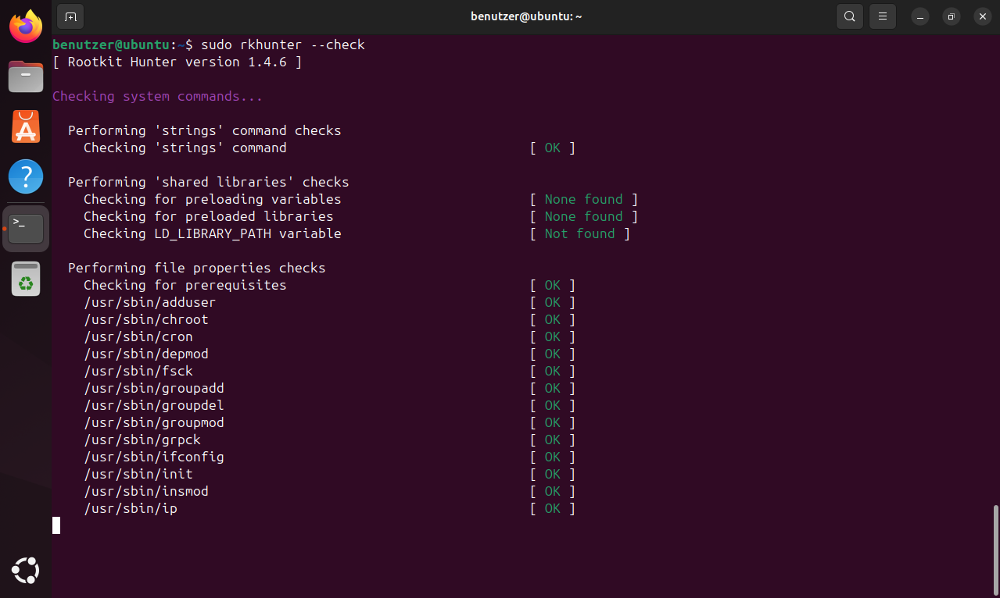 benutzer@ubuntu: ~
benutzer@ubuntu:~$ sudo rkhunter --check
[ Rootkit Hunter version 1.4.6 ]
Checking system commands...
Performing 'strings' command checks
Checking 'strings' command [ OK ]
Performing 'shared libraries' checks
Checking for preloading variables [ None found ]
Checking for preloaded libraries [ None found ]
Checking LD_LIBRARY_PATH variable [ Not found ]
Performing file properties checks
Checking for prerequisites [ OK ]
/usr/sbin/adduser [ OK ]
/usr/sbin/chroot [ OK ]
/usr/sbin/cron [ OK ]
/usr/sbin/depmod [ OK ]
/usr/sbin/fsck [ OK ]
/usr/sbin/groupadd [ OK ]
/usr/sbin/groupdel [ OK ]
/usr/sbin/groupmod [ OK ]
/usr/sbin/grpck [ OK ]
/usr/sbin/ifconfig [ OK ]
/usr/sbin/init [ OK ]
/usr/sbin/insmod [ OK ]
/usr/sbin/ip [ OK ]